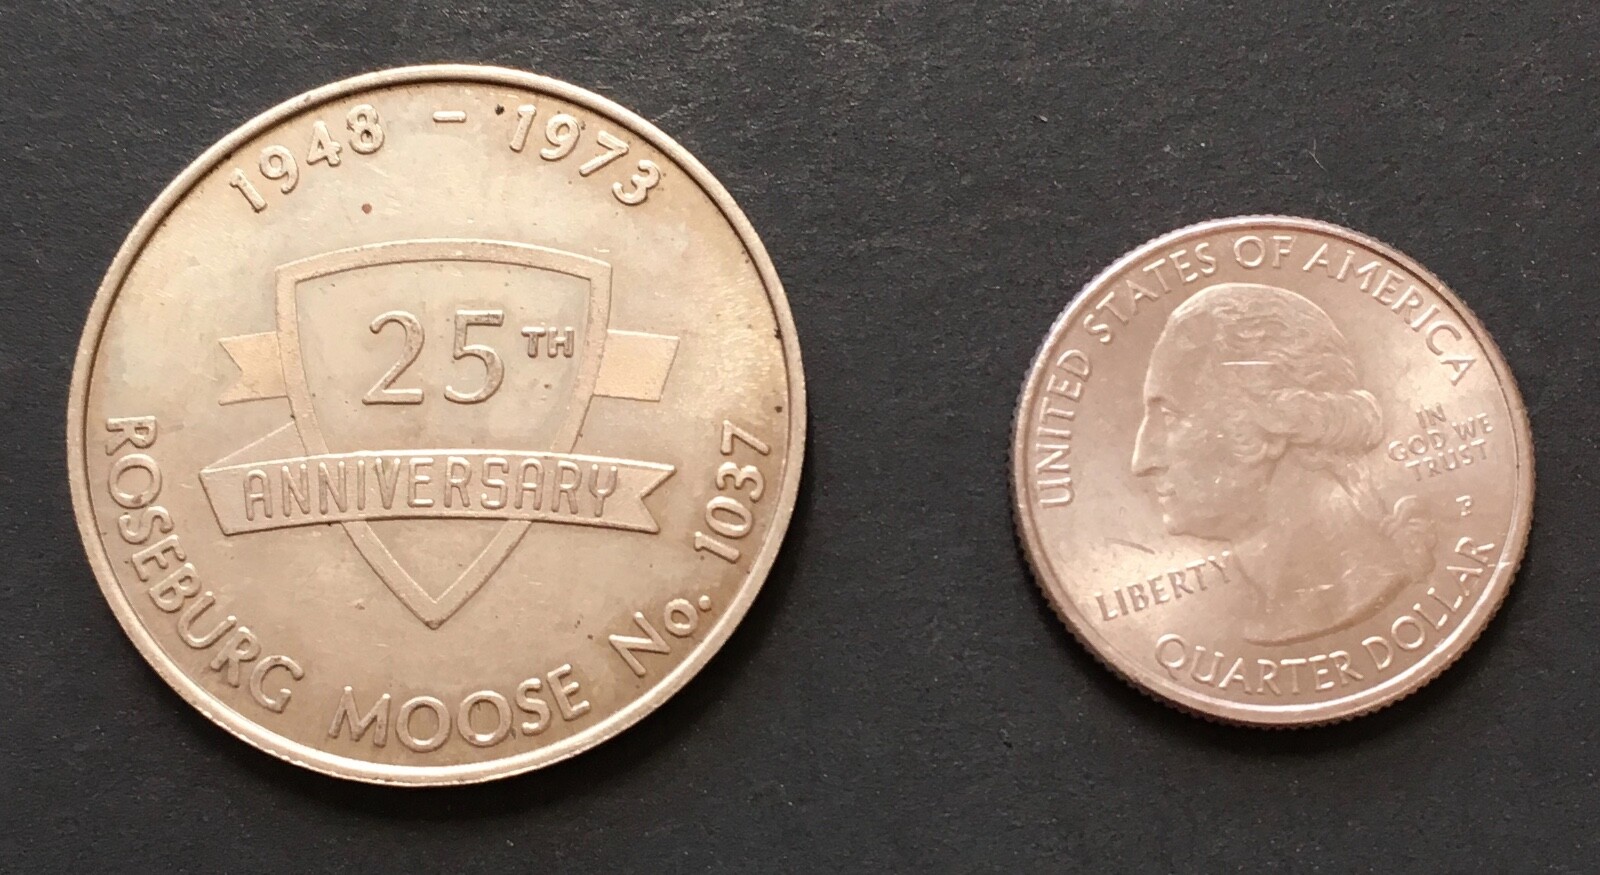 1948 - 1973
25TH
ANNIVERSARY
ROSEBURG MOOSE No. 1037
UNITED STATES OF AMERICA
IN
GOD WE
TRUST
P
LIBERTY
QUARTER DOLLAR